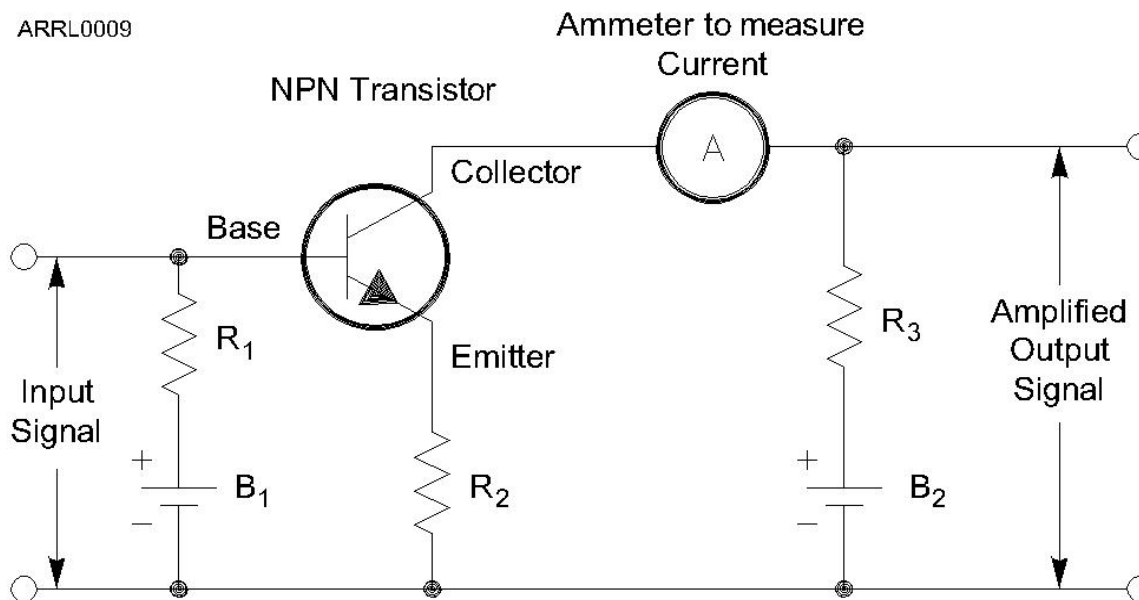 ARRL0009
Ammeter to measure
Current
NPN Transistor
A
Collector
Base
R1
R3
Amplified
Output
Signal
Emitter
Input
Signal
+
B1
−
R2
+
B2
−